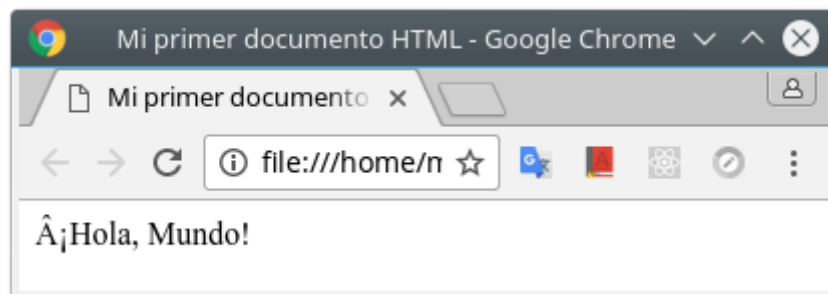 Mi primer documento HTML - Google Chrome
Mi primer documento
file:///home/m
Â¡Hola, Mundo!